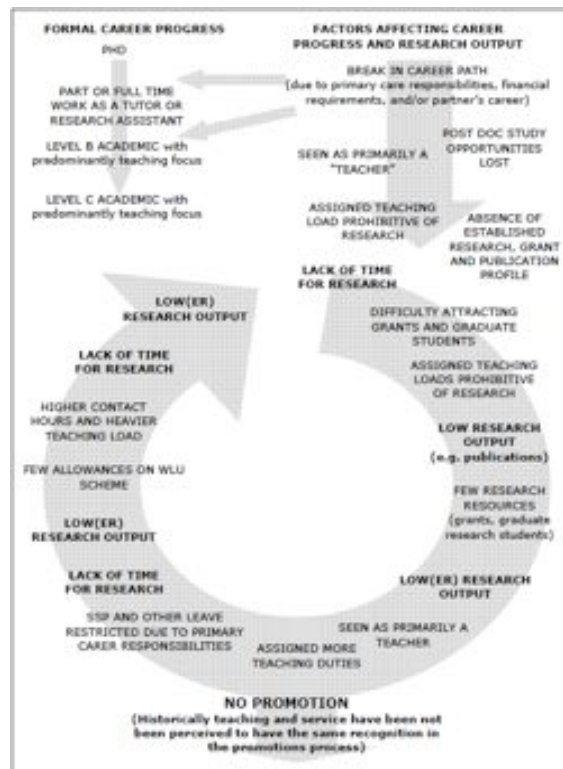 FORMAL CAREER PROGRESS
PHD
PART OR FULL TIME
WORK AS A TUTOR OR
RESEARCH ASSISTANT
LEVEL B ACADEMIC with
predominantly teaching focus
LEVEL C ACADEMIC with
predominantly teaching focus
FACTORS AFFECTING CAREER
PROGRESS AND RESEARCH OUTPUT
BREAK IN CAREER PATH
(due to primary care responsibilities, financial
requirements, and/or partner's career)
POST DOC STUDY
OPPORTUNITIES
LOST
SEEN AS PRIMARILY A
"TEACHER"
ASSIGNED TEACHING
LOAD PROHIBITIVE OF
RESEARCH
ABSENCE OF
ESTABLISHED
RESEARCH, GRANT
AND PUBLICATION
PROFILE
LACK OF TIME
FOR RESEARCH
DIFFICULTY ATTRACTING
GRANTS AND GRADUATE
STUDENTS
ASSIGNED TEACHING
LOADS PROHIBITIVE OF
RESEARCH
LOW RESEARCH
OUTPUT
(e.g. publications)
FEW RESEARCH
RESOURCES
(grants, graduate
research students)
LOW(ER) RESEARCH
OUTPUT
SEEN AS PRIMARILY A
TEACHER
ASSIGNED MORE
TEACHING DUTIES
SSP AND OTHER LEAVE
RESTRICTED DUE TO PRIMARY
CARER RESPONSIBILITIES
LACK OF TIME
FOR RESEARCH
LOW(ER)
RESEARCH OUTPUT
FEW ALLOWANCES ON WLU
SCHEME
HIGHER CONTACT
HOURS AND HEAVIER
TEACHING LOAD
LACK OF TIME
FOR RESEARCH
LOW(ER)
RESEARCH OUTPUT
NO PROMOTION
(Historically teaching and service have been not
been perceived to have the same recognition in
the promotions process)